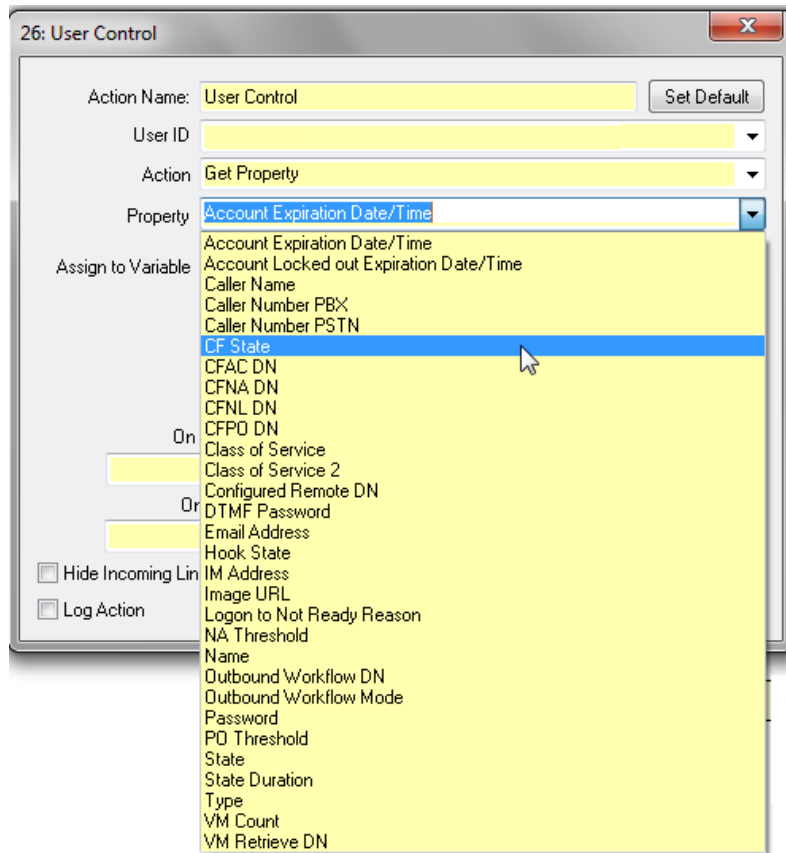 26: User Control
Action Name: User Control Set Default
User ID
Action Get Property
Property Account Expiration Date/Time
Account Expiration Date/Time
Assign to Variable Account Locked out Expiration Date/Time
Caller Name
Caller Number PBX
Caller Number PSTN
CF State
CFAC DN
CFNA DN
CFNL DN
On CFPO DN
Class of Service
Class of Service 2
Configured Remote DN
Or DTMF Password
Email Address
Hook State
Hide Incoming Lin IM Address
Image URL
Log Action Logon to Not Ready Reason
NA Threshold
Name
Outbound Workflow DN
Outbound Workflow Mode
Password
PO Threshold
State
State Duration
Type
VM Count
VM Retrieve DN